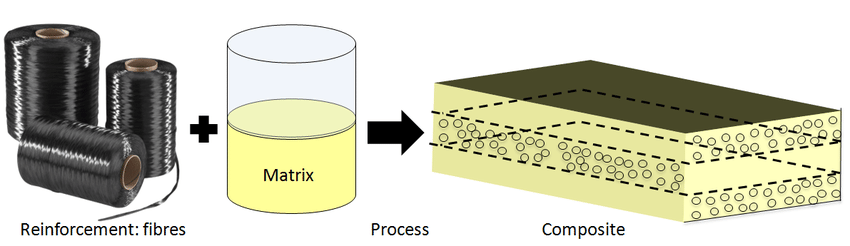 Matrix
Reinforcement: fibres
Process
Composite